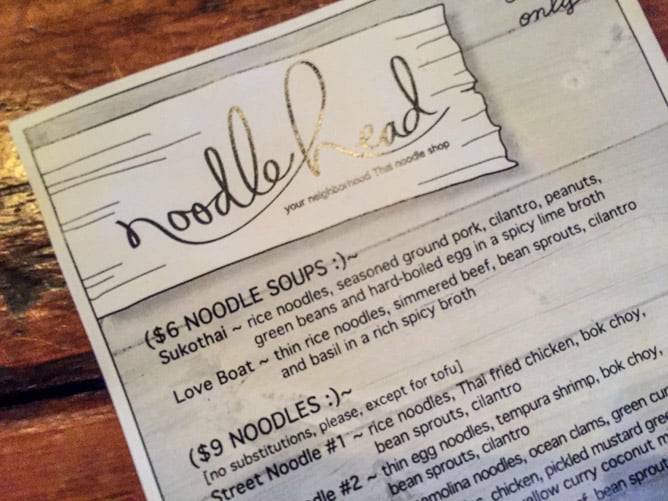 only
noodlehead
your neighborhood Thai noodle shop
($6 NOODLE SOUPS :)~
Sukothai ~ rice noodles, seasoned ground pork, cilantro, peanuts,
green beans and hard-boiled egg in a spicy lime broth
Love Boat ~ thin rice noodles, simmered beef, bean sprouts, cilantro
and basil in a rich spicy broth
($9 NOODLES :)~
[no substitutions, please, except for tofu]
Street Noodle #1 ~ rice noodles, Thai fried chicken, bok choy,
bean sprouts, cilantro
#2 ~ thin egg noodles, tempura shrimp, bok choy,
bean sprouts, cilantro
noodles, ocean clams, green
chicken, pickled mustard
curry coconut
bean